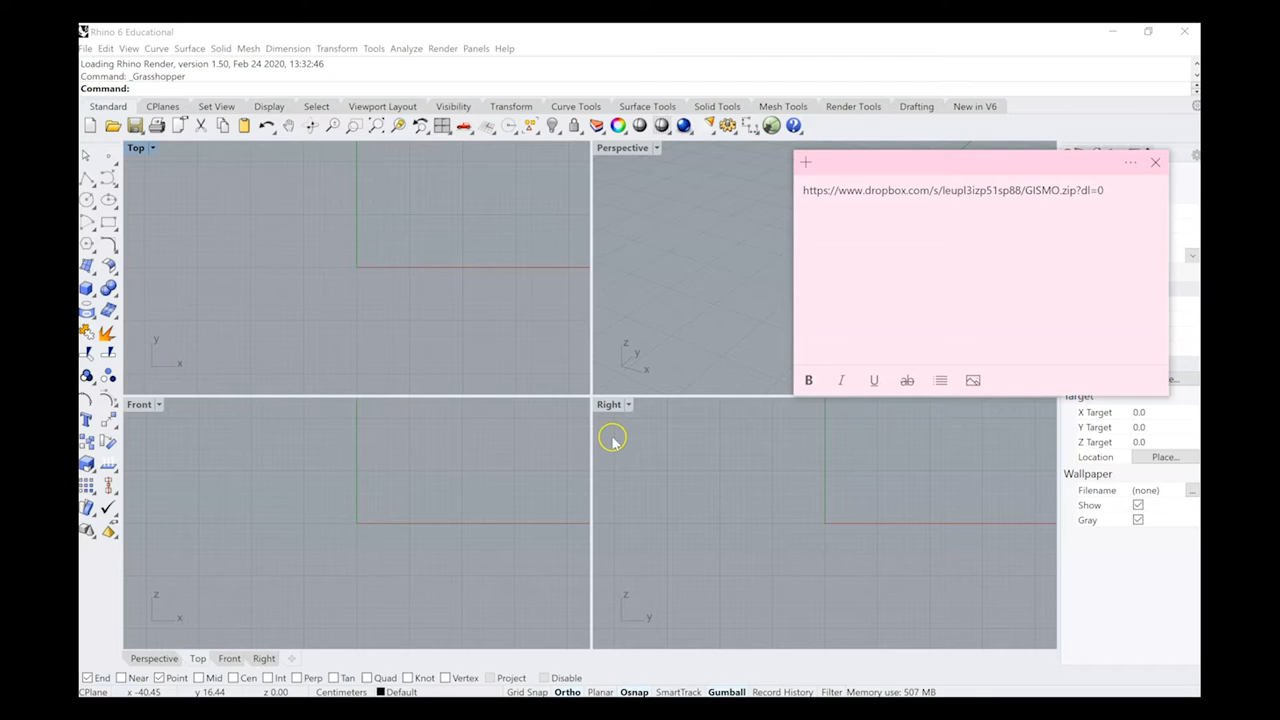 Rhino 6 Educational
File Edit View Curve Surface Solid Mesh Dimension Transform Tools Analyze Render Panels Help
Loading Rhino Render, version 1.50, Feb 24 2020, 13:32:46
Command: _Grasshopper
Command:
Standard CPlanes Set View Display Select Viewport Layout Visibility Transform Curve Tools Surface Tools Solid Tools Mesh Tools Render Tools Drafting New in V6
Top
Perspective
https://www.dropbox.com/s/leupl3izp51sp88/GISMO.zip?dl=0
y
x
z
y
x
B I U ab
Target
X Target 0.0
Y Target 0.0
Z Target 0.0
Location Place...
Wallpaper
Filename (none) ...
Show
Gray
Front
Right
z
x
z
y
Perspective Top Front Right
End Near Point Mid Cen Int Perp Tan Quad Knot Vertex Project Disable
CPlane x -40.45 y 16.44 z 0.00 Centimeters Default Grid Snap Ortho Planar Osnap SmartTrack Gumball Record History Filter Memory use: 507 MB